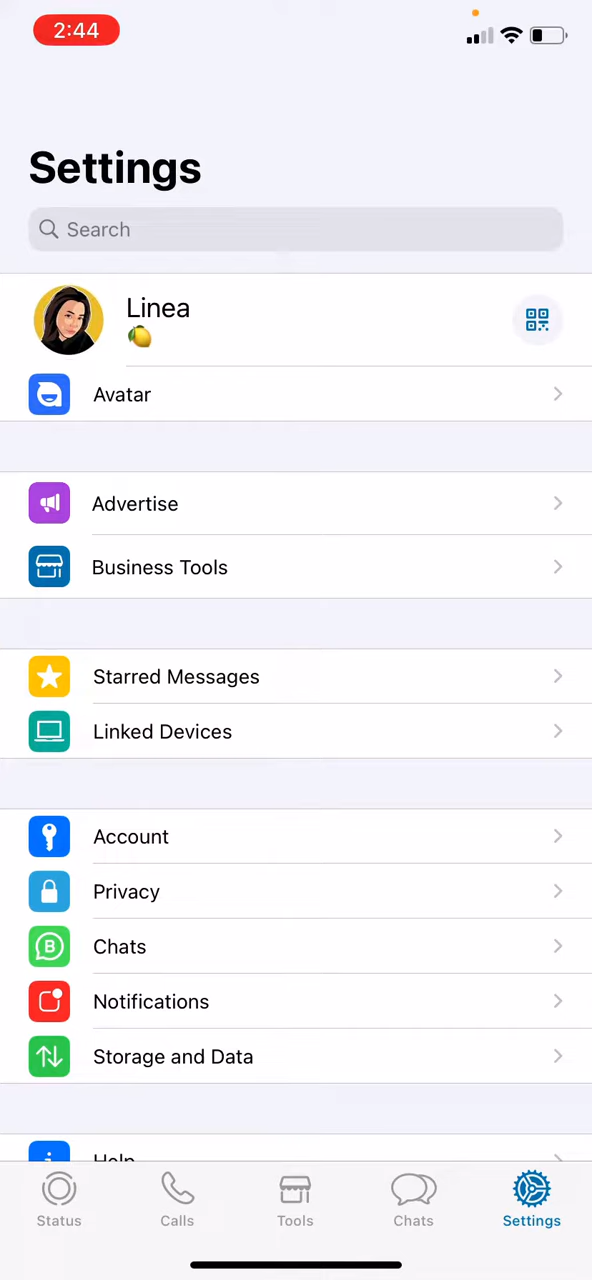 2:44
Settings
Search
Linea
🍋
Avatar
Advertise
Business Tools
Starred Messages
Linked Devices
Account
Privacy
Chats
Notifications
Storage and Data
Help
Status
Calls
Tools
Chats
Settings